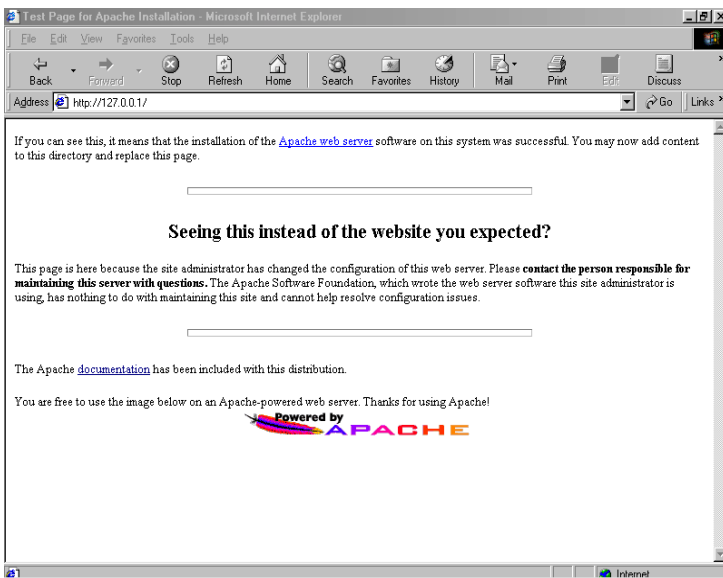 Test Page for Apache Installation - Microsoft Internet Explorer
File Edit View Favorites Tools Help
Back Forward Stop Refresh Home Search Favorites History Mail Print Edit Discuss
Address http://127.0.0.1/ Go Links
If you can see this, it means that the installation of the Apache web server software on this system was successful. You may now add content
to this directory and replace this page.
Seeing this instead of the website you expected?
This page is here because the site administrator has changed the configuration of this web server. Please contact the person responsible for
maintaining this server with questions. The Apache Software Foundation, which wrote the web server software this site administrator is
using, has nothing to do with maintaining this site and cannot help resolve configuration issues.
The Apache documentation has been included with this distribution.
You are free to use the image below on an Apache-powered web server. Thanks for using Apache!
Powered by
APACHE
Internet